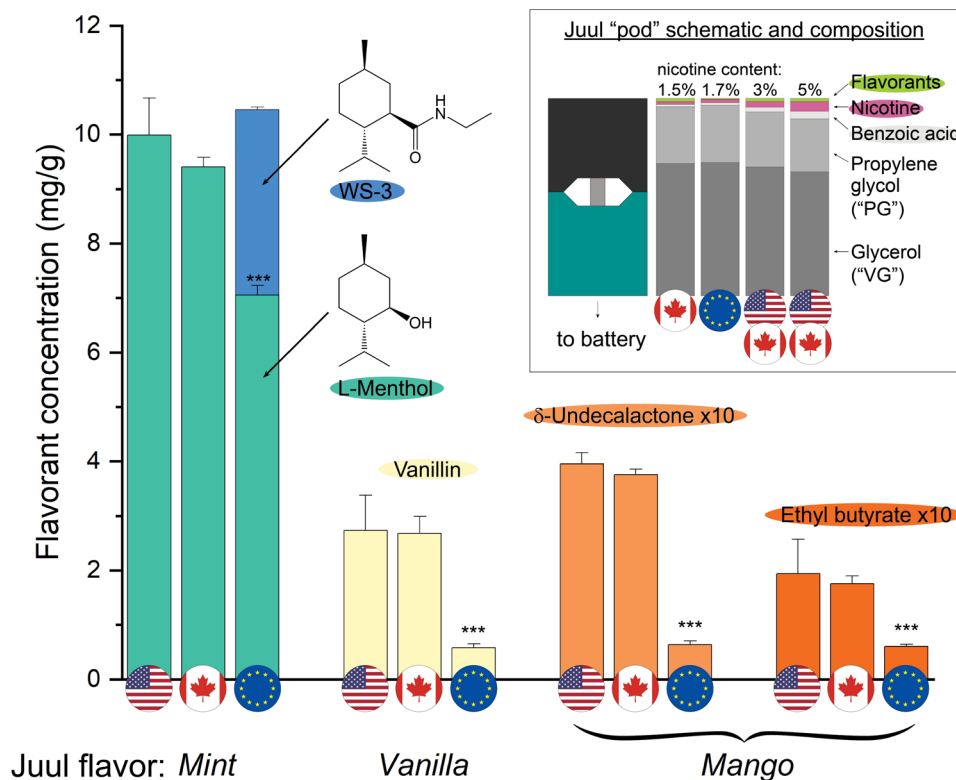 12
10
8
6
4
2
0
Flavorant concentration (mg/g)
H
N
O
WS-3
***
OH
L-Menthol
Vanillin
***
δ-Undecalactone x10
***
Ethyl butyrate x10
***
Juul flavor: Mint Vanilla Mango
Juul “pod” schematic and composition
nicotine content:
1.5% 1.7% 3% 5%
Flavorants
Nicotine
Benzoic acid
Propylene
glycol
(“PG”)
Glycerol
(“VG”)
to battery